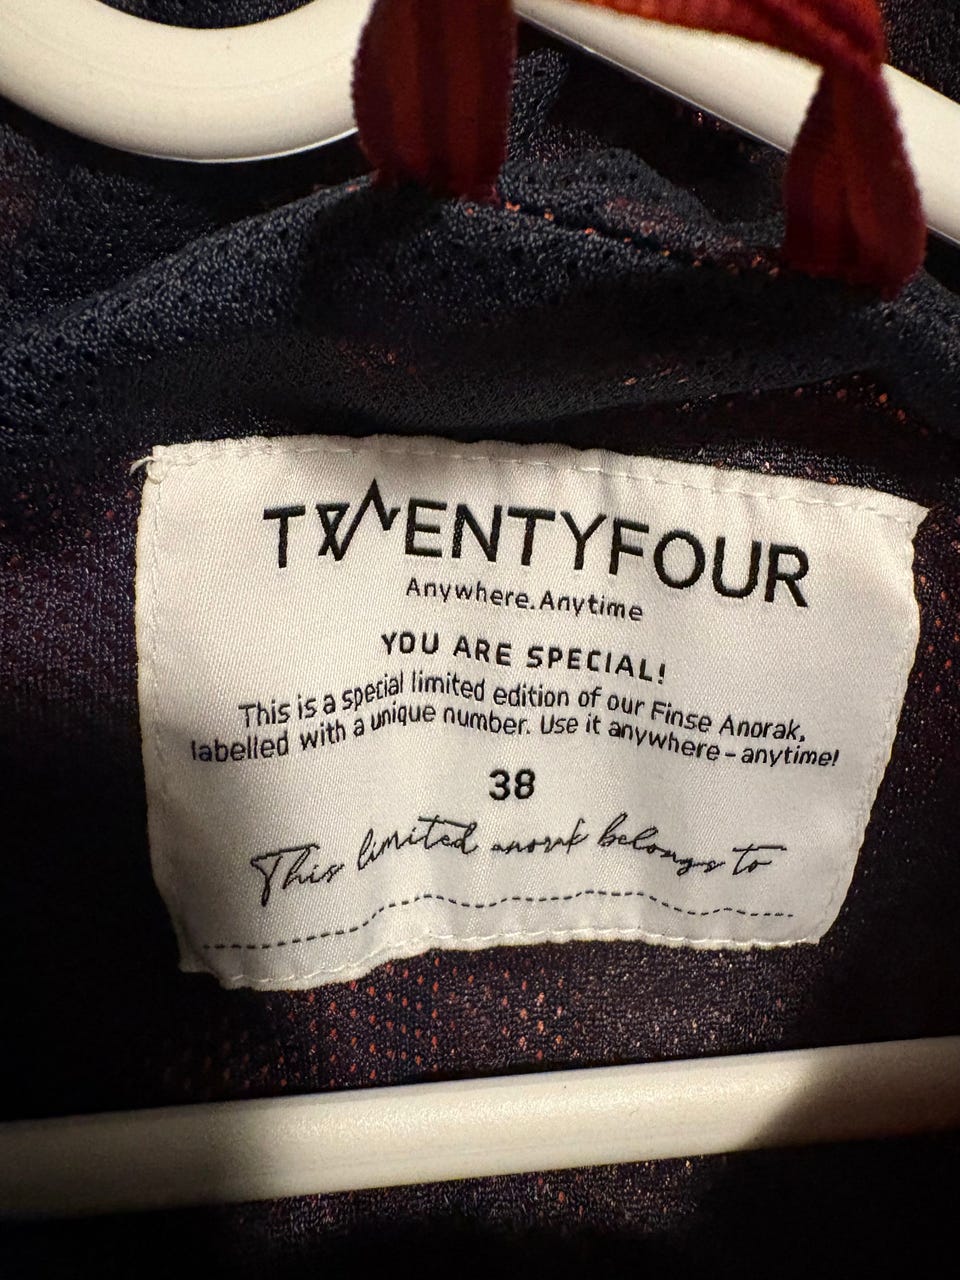 TWENTYFOUR
Anywhere.Anytime
YOU ARE SPECIAL!
This is a special limited edition of our Finse Anorak,
labelled with a unique number. Use it anywhere – anytime!
38
This limited anorak belongs to